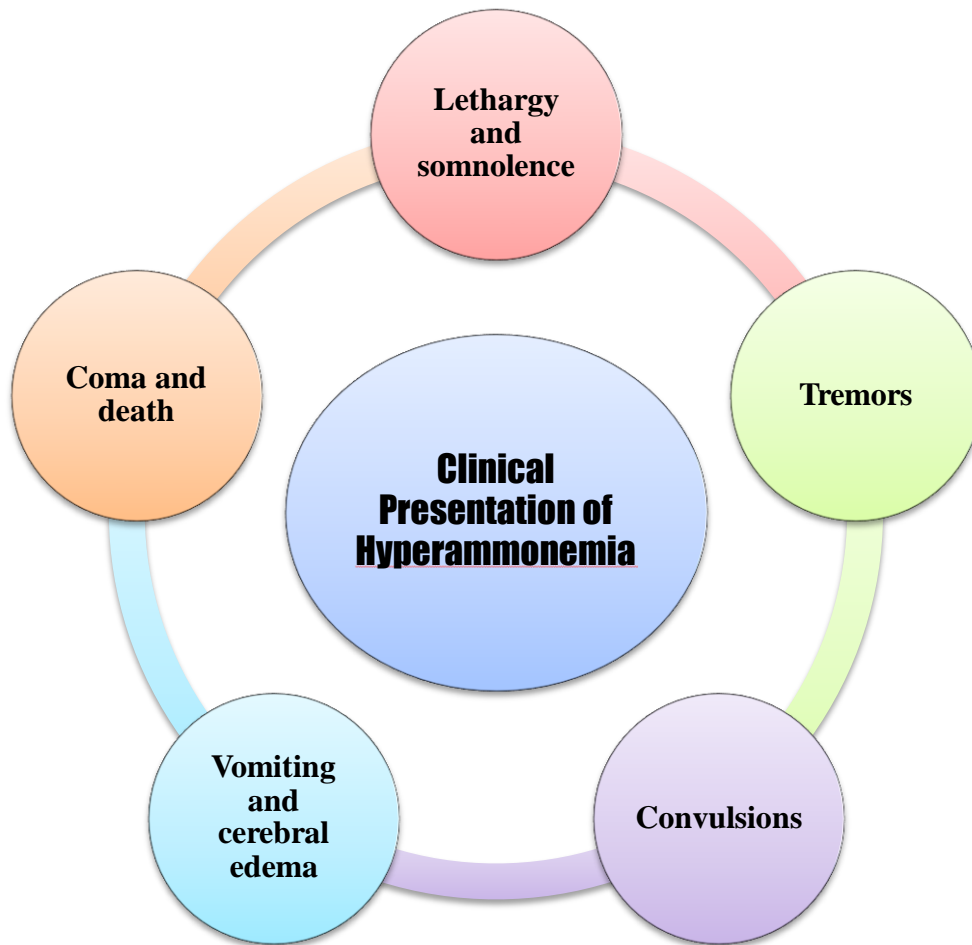 Lethargy
and
somnolence
Coma and
death
Tremors
Clinical
Presentation of
Hyperammonemia
Vomiting
and
cerebral
edema
Convulsions